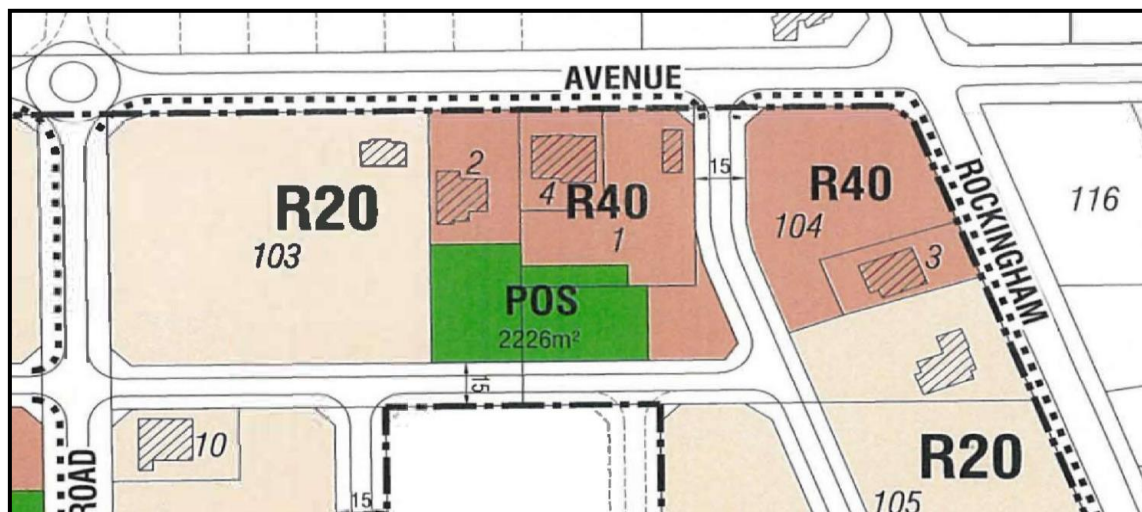 AVENUE
15
2
4
R40
1
R20
103
R40
104
3
116
ROCKINGHAM
POS
2226m²
15
10
ROAD
15
R20
105